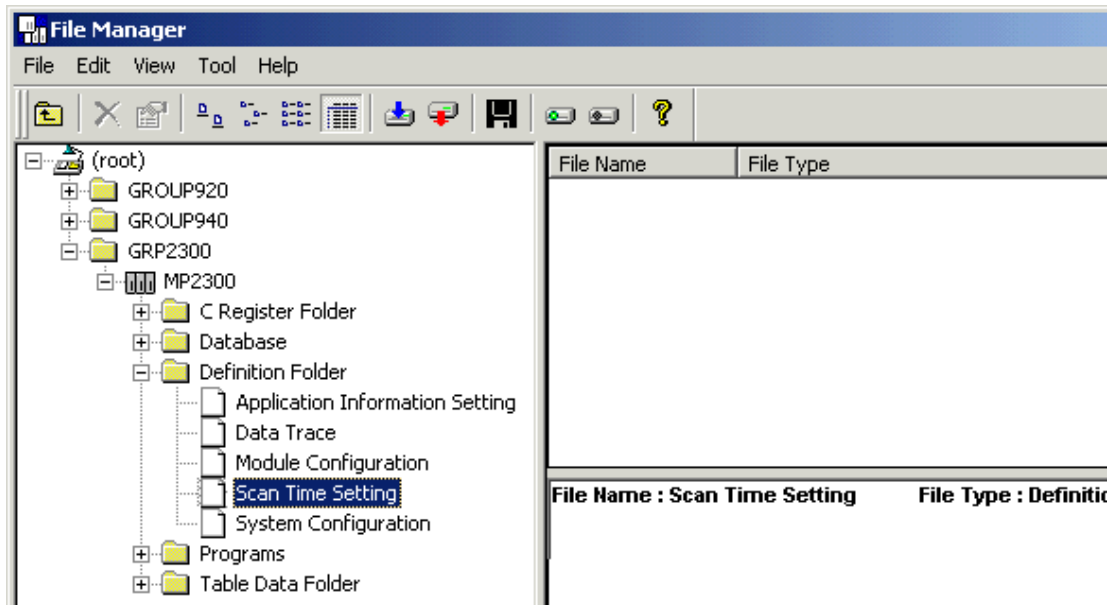 File Manager
File Edit View Tool Help
(root)
GROUP920
GROUP940
GRP2300
MP2300
C Register Folder
Database
Definition Folder
Application Information Setting
Data Trace
Module Configuration
Scan Time Setting
System Configuration
Programs
Table Data Folder
File Name File Type
File Name : Scan Time Setting File Type : Definitio